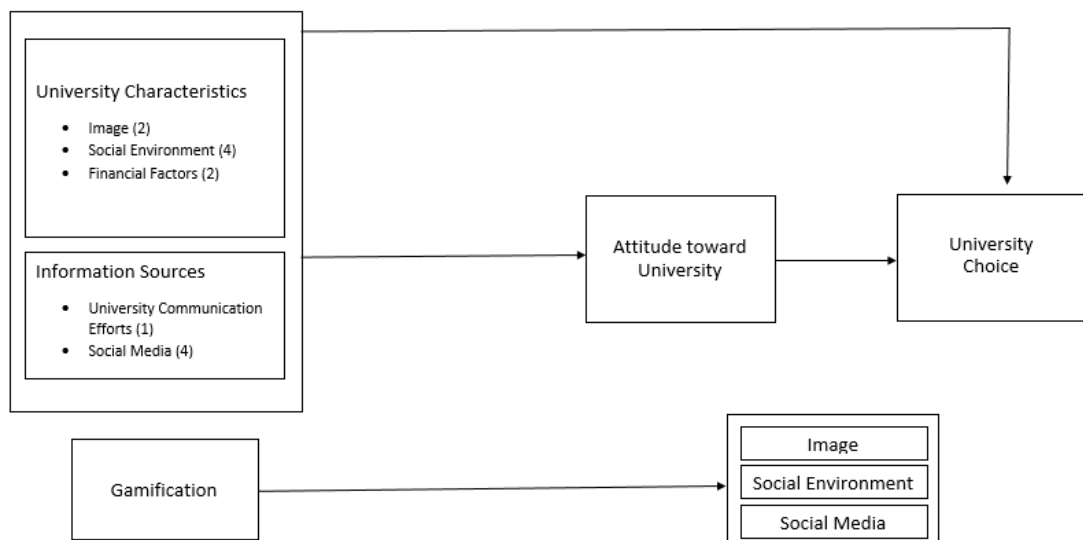 University Characteristics
• Image (2)
• Social Environment (4)
• Financial Factors (2)
Information Sources
• University Communication
Efforts (1)
• Social Media (4)
Attitude toward
University
University
Choice
Gamification
Image
Social Environment
Social Media